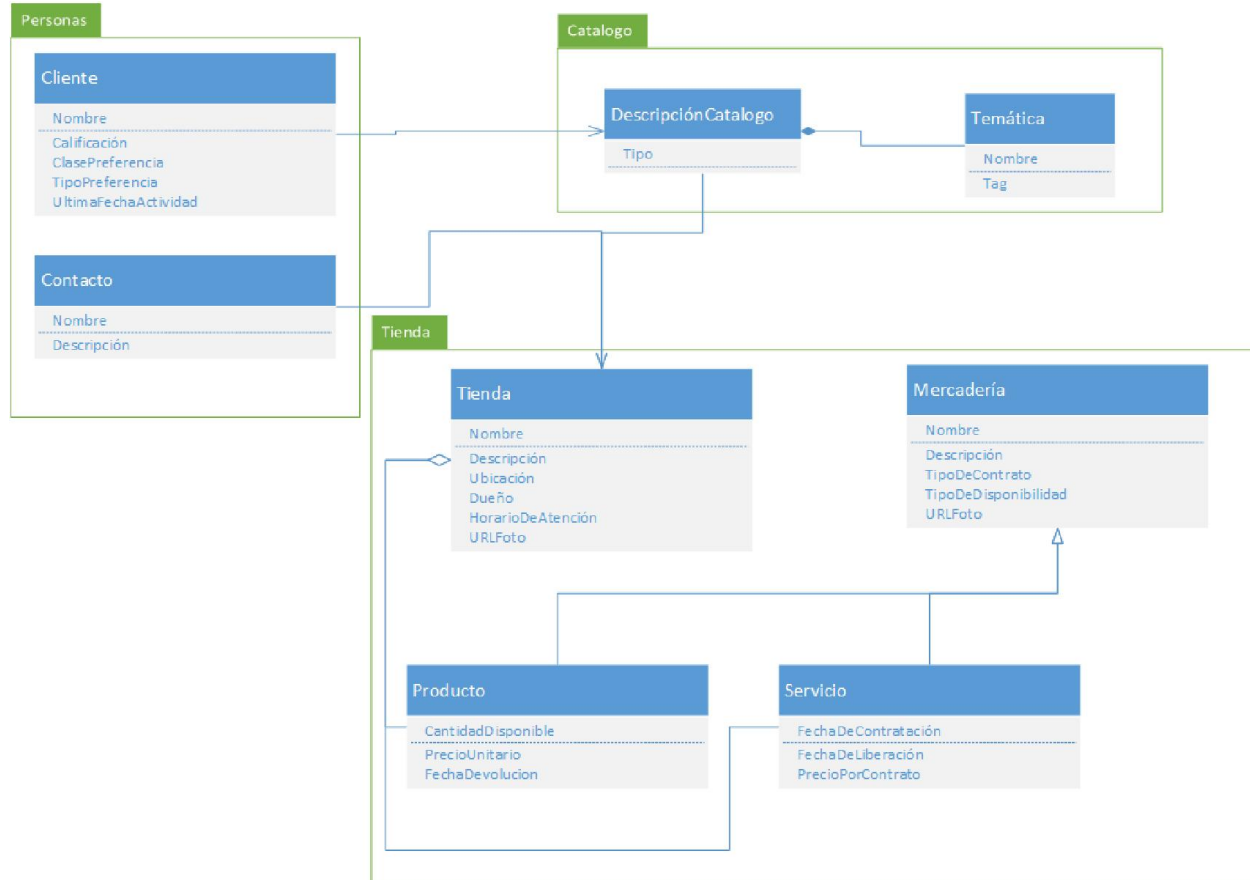 Personas
Cliente
Nombre
Calificación
ClasePreferencia
TipoPreferencia
UltimaFechaActividad
Contacto
Nombre
Descripción
Catalogo
DescripciónCatalogo
Tipo
Temática
Nombre
Tag
Tienda
Tienda
Nombre
Descripción
Ubicación
Dueño
HorarioDeAtención
URLFoto
Mercadería
Nombre
Descripción
TipoDeContrato
TipoDeDisponibilidad
URLFoto
Producto
CantidadDisponible
PrecioUnitario
FechaDevolucion
Servicio
FechaDeContratación
FechaDeLiberación
PrecioPorContrato